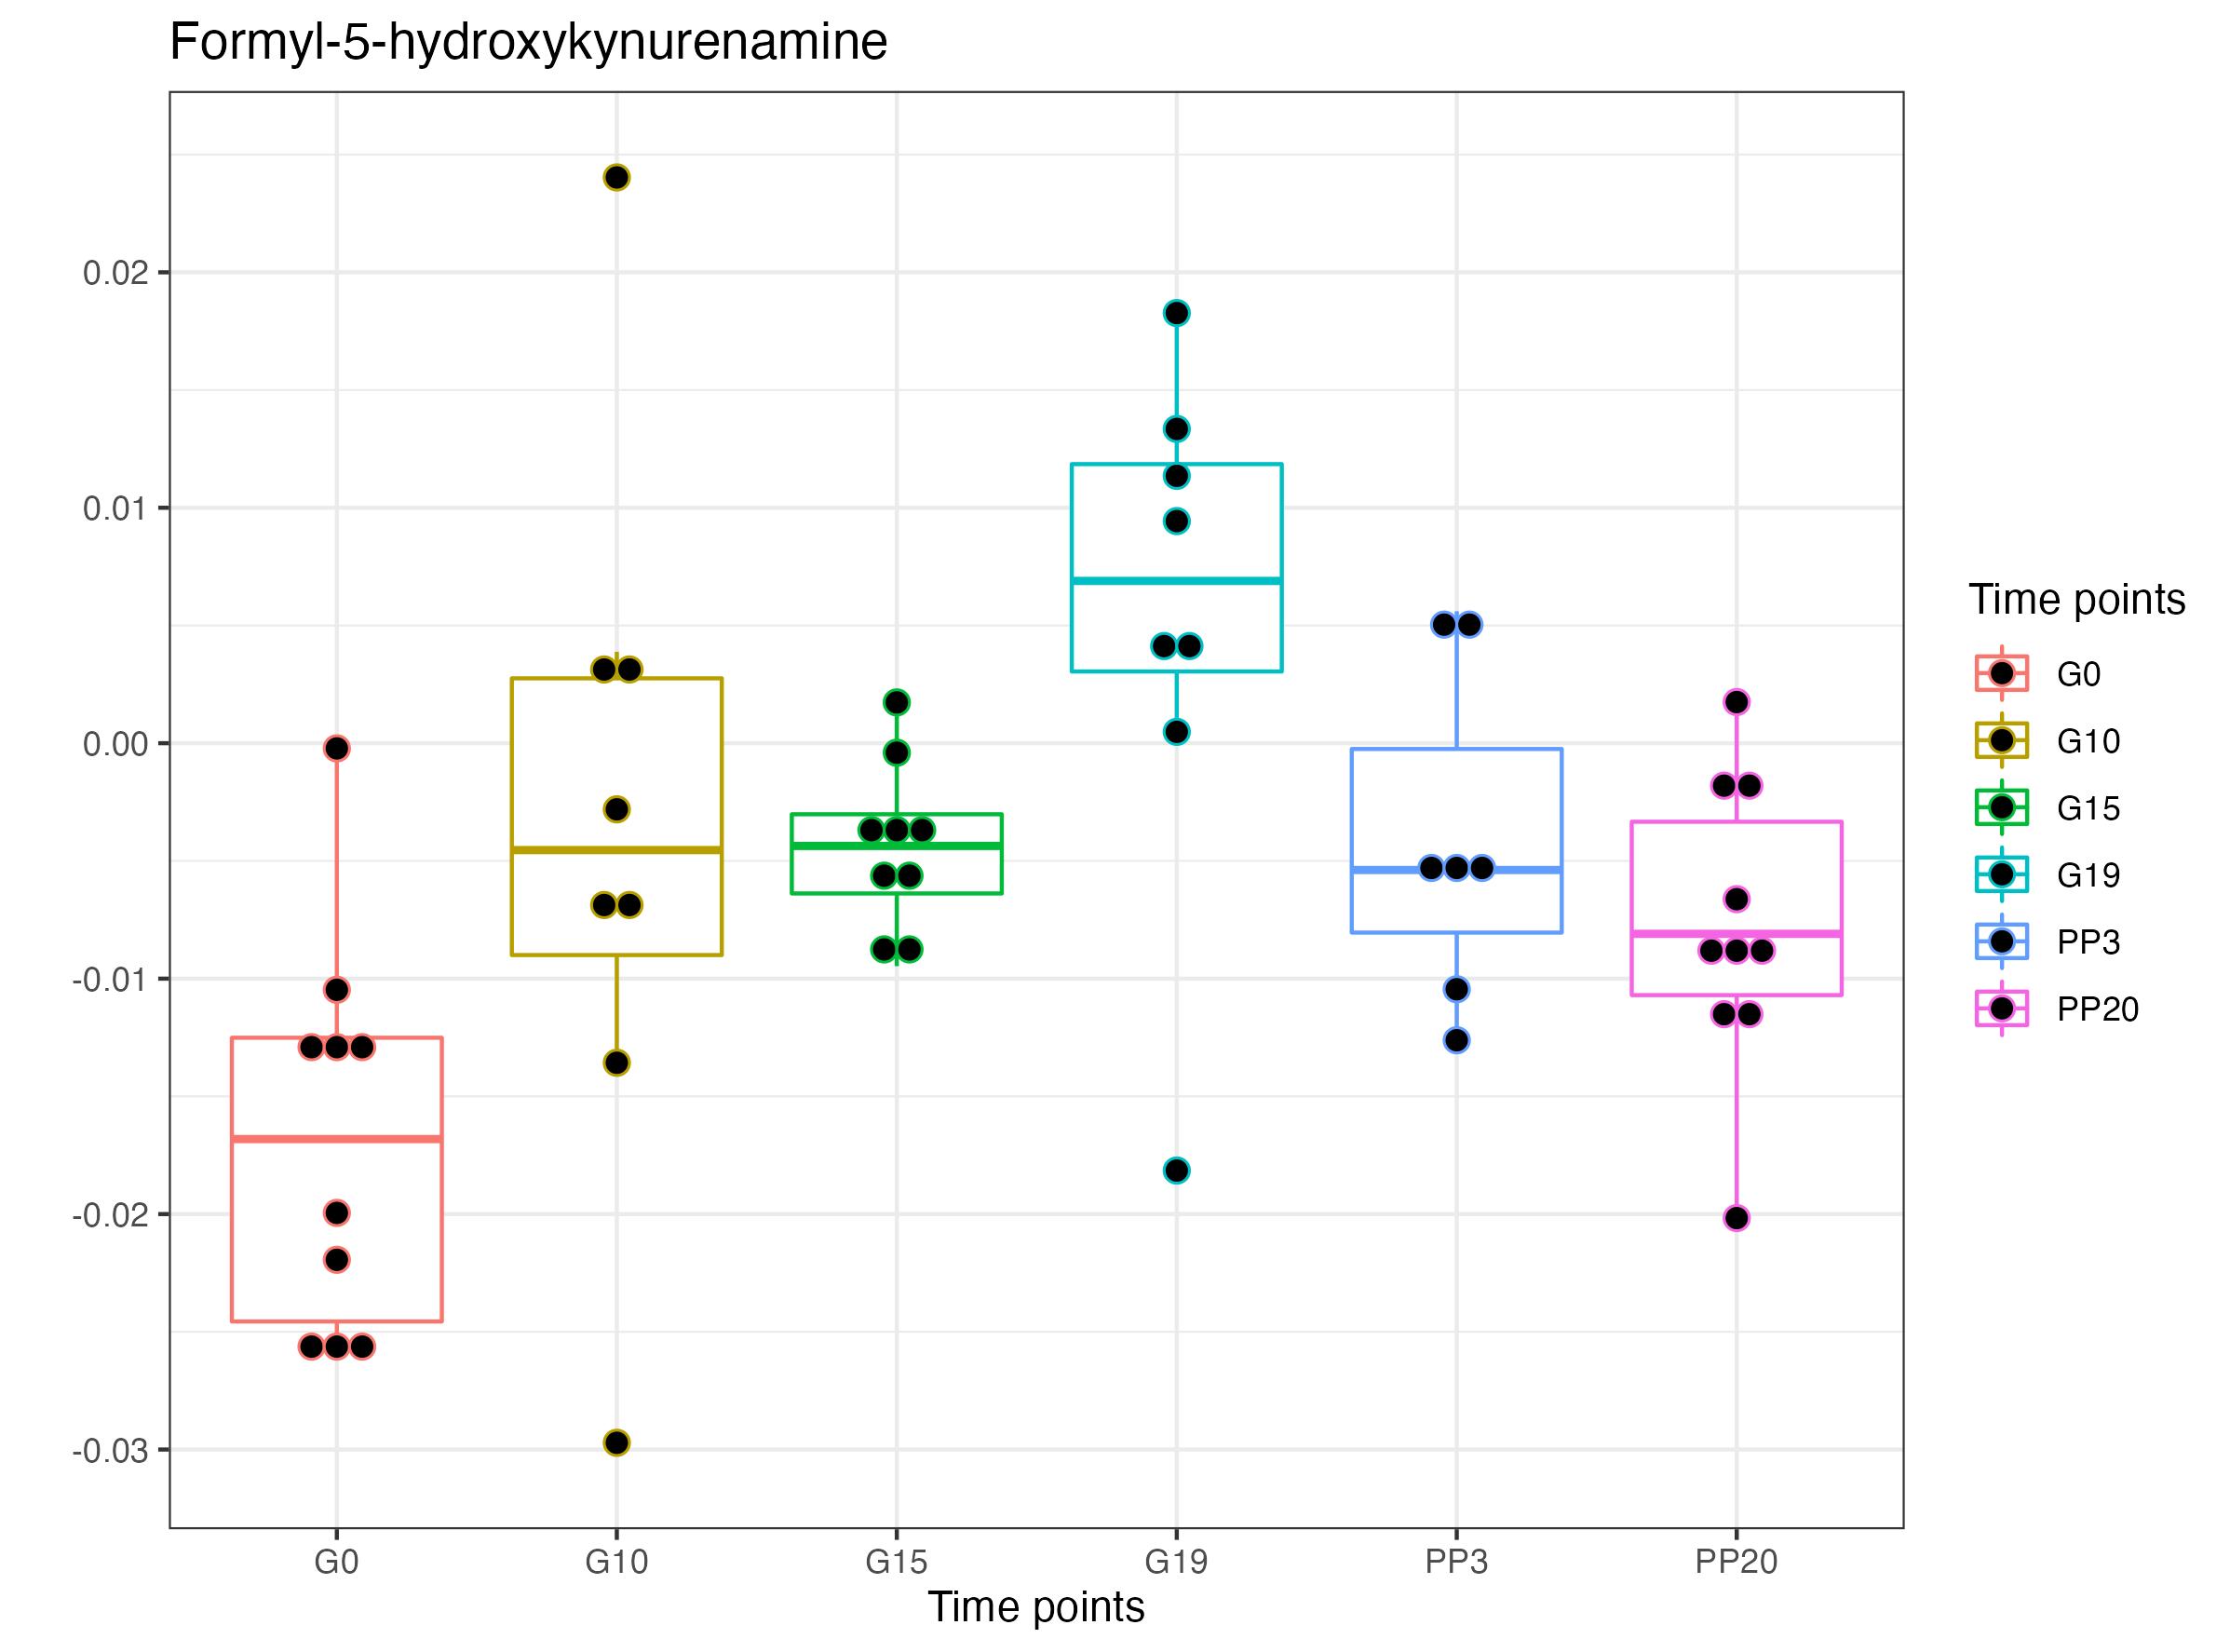 Formyl-5-hydroxykynurenamine
0.02
0.01
0.00
-0.01
-0.02
-0.03
G0 G10 G15 G19 PP3 PP20
Time points
Time points
G0
G10
G15
G19
PP3
PP20